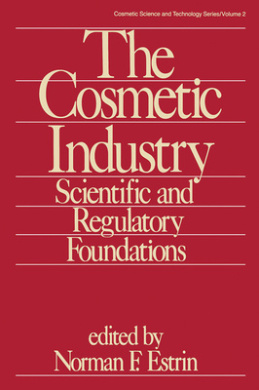 Cosmetic Science and Technology Series/Volume 2
The
Cosmetic
Industry
Scientific and
Regulatory
Foundations
edited by
Norman F. Estrin